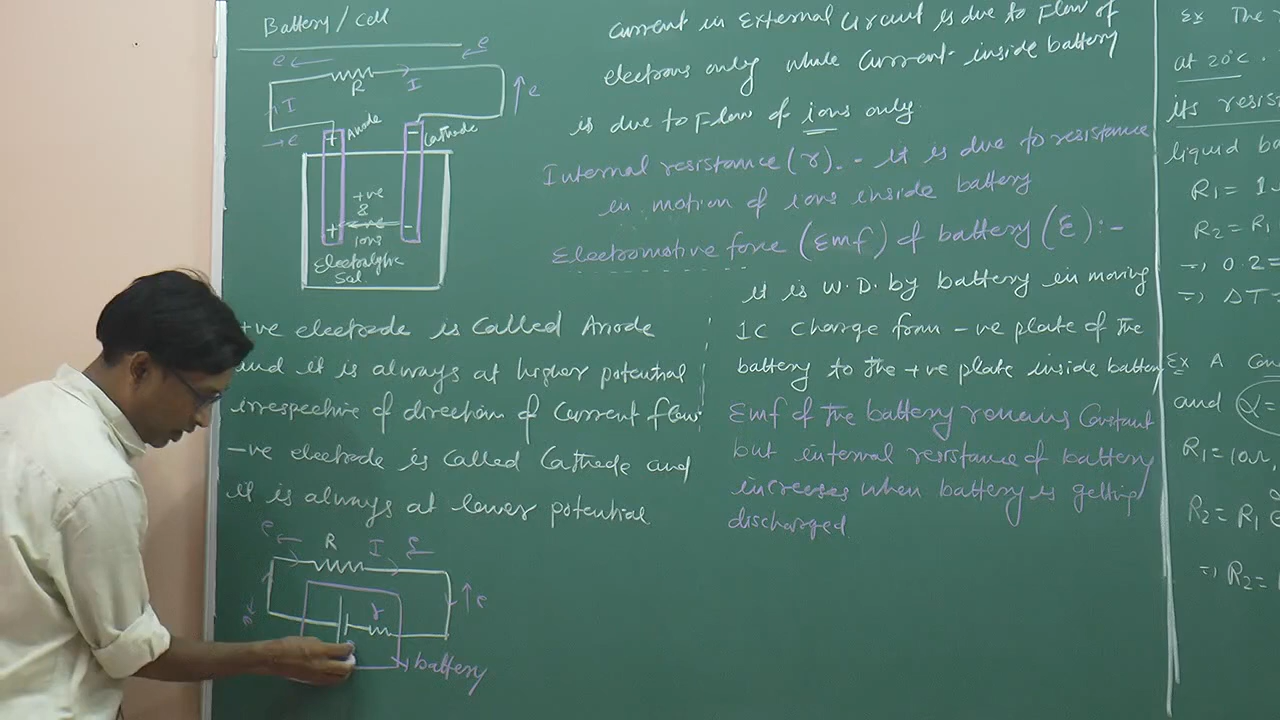 Battery / Cell
e
e
R
I
e
I
e
Anode
Cathode
+
-
+ve
&
-ve
ions
+
-
Electrolytic
Sol.
+ve electrode is called Anode
and it is always at higher potential
irrespective of direction of current flow.
-ve electrode is called Cathode and
it is always at lower potential
e
R
I
e
e
e
r
battery
current in External Circuit is due to Flow of
electrons only while Current inside battery
is due to Flow of ions only
Internal resistance (r) :- it is due to resistance
in motion of ions inside battery
Electromotive force (Emf) of battery (E) :-
it is W.D. by battery in moving
1C charge from -ve plate of the
battery to the +ve plate inside battery
Emf of the battery remains Constant
but internal resistance of battery
increases when battery is getting
discharged
Ex The
at 20°C.
its resis
liquid ba
R1 = 1
R2 = R1
⇒ 0.2 =
⇒ ΔT =
Ex A Con
and α =
R1 = 10Ω,
R2 = R1
⇒ R2 =